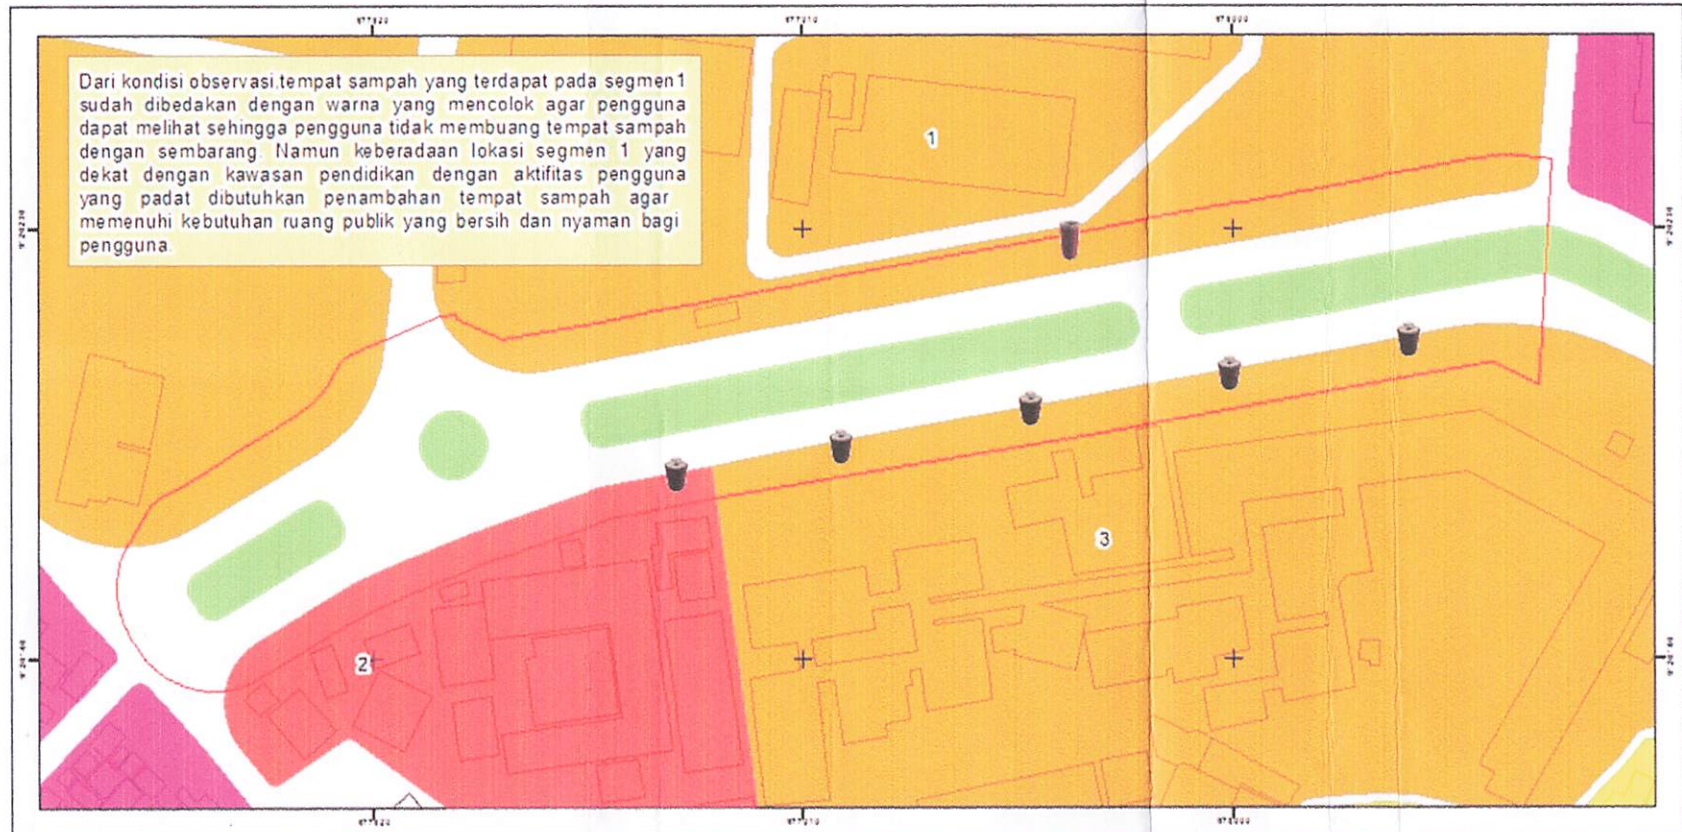 Dari kondisi observasi,tempat sampah yang terdapat pada segmen1
sudah dibedakan dengan warna yang mencolok agar pengguna
dapat melihat sehingga pengguna tidak membuang tempat sampah
dengan sembarang. Namun keberadaan lokasi segmen 1 yang
dekat dengan kawasan pendidikan dengan aktifitas pengguna
yang padat dibutuhkan penambahan tempat sampah agar
memenuhi kebutuhan ruang publik yang bersih dan nyaman bagi
pengguna.
1
2
3